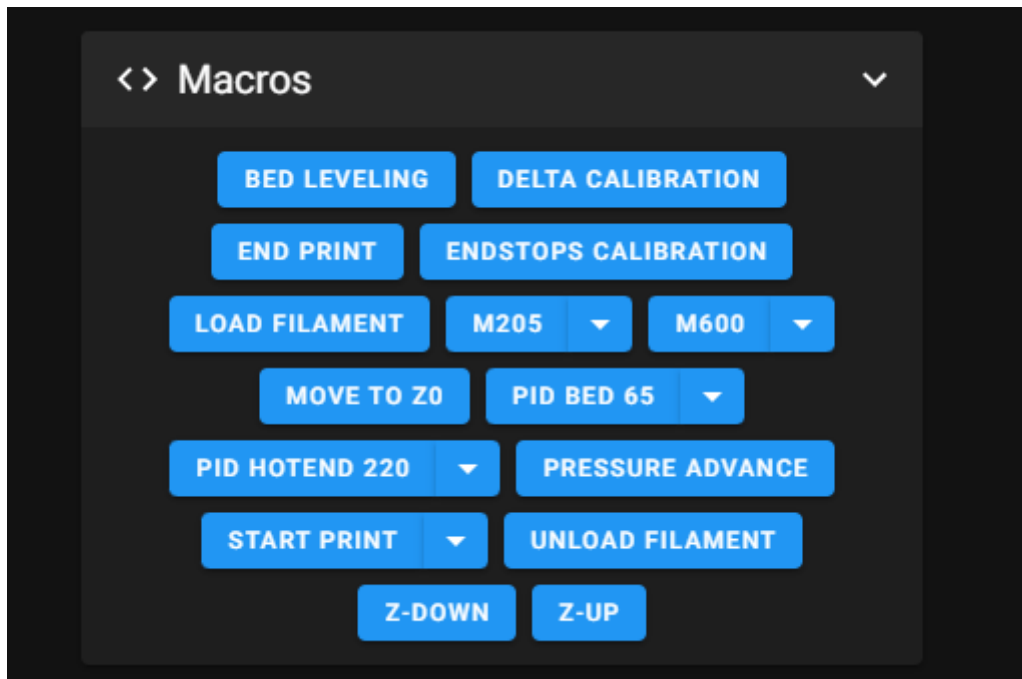 Macros
BED LEVELING DELTA CALIBRATION
END PRINT ENDSTOPS CALIBRATION
LOAD FILAMENT M205 M600
MOVE TO Z0 PID BED 65
PID HOTEND 220 PRESSURE ADVANCE
START PRINT UNLOAD FILAMENT
Z-DOWN Z-UP